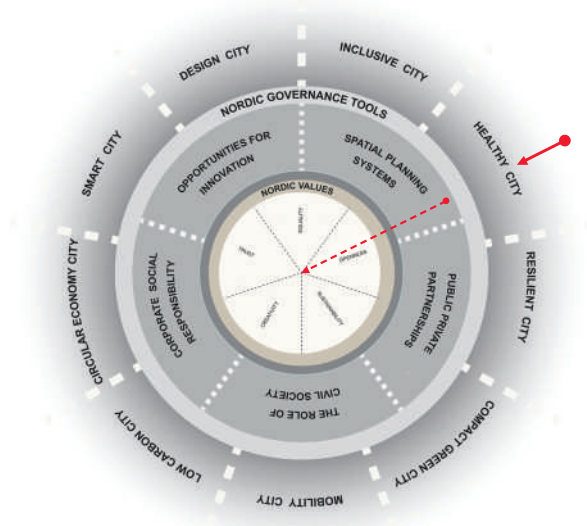 DESIGN CITY
INCLUSIVE CITY
HEALTHY CITY
RESILIENT CITY
COMPACT GREEN CITY
MOBILITY CITY
LOW CARBON CITY
CIRCULAR ECONOMY CITY
SMART CITY
NORDIC GOVERNANCE TOOLS
OPPORTUNITIES FOR
INNOVATION
SPATIAL PLANNING
SYSTEMS
PUBLIC PRIVATE
PARTNERSHIPS
THE ROLE OF
CIVIL SOCIETY
CORPORATE SOCIAL
RESPONSIBILITY
NORDIC VALUES
EQUALITY
OPENNESS
SUSTAINABILITY
CREATIVITY
TRUST